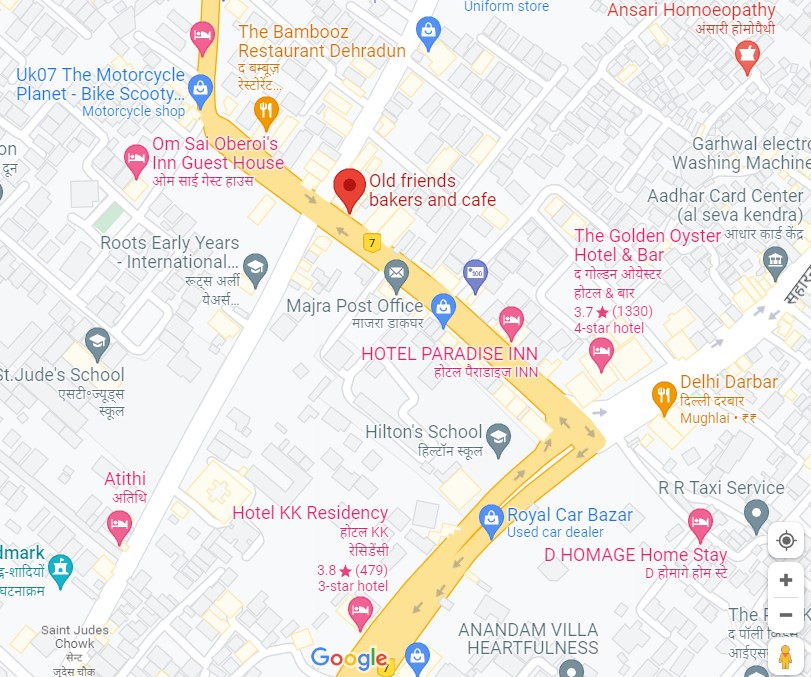 Uniform store
Ansari Homoeopathy
अंसारी होमोपैथी
The Bambooz
Restaurant Dehradun
द बम्बूज़
रेस्टोरेंट...
Uk07 The Motorcycle
Planet - Bike Scooty...
Motorcycle shop
Om Sai Oberoi's
Inn Guest House
ओम साई गेस्ट हाउस
on
दून
Garhwal electro
Washing Machine
Old friends
bakers and cafe
Aadhar Card Center
(al seva kendra)
आधार कार्ड केंद्र
7
Roots Early Years
- International...
रूट्स अर्ली
येअर्स...
The Golden Oyster
Hotel & Bar
द गोल्डन ओयेस्टर
होटल & बार
3.7 ★ (1330)
4-star hotel
100
Majra Post Office
माजरा डाकघर
सहार
HOTEL PARADISE INN
होटल पैराडाइज INN
St.Jude's School
एसटी॰ज्यूड्स
स्कूल
Delhi Darbar
दिल्ली दरबार
Mughlai • ₹₹
Hilton's School
हिल्टॉन स्कूल
Atithi
अतिथि
R R Taxi Service
Hotel KK Residency
होटल KK
रेसिडेंसी
3.8 ★ (479)
3-star hotel
Royal Car Bazar
Used car dealer
D HOMAGE Home Stay
D होमागे होम स्टे
dmark
-शादियों
घटनाक्रम
Saint Judes
Chowk
सेन्ट
जूदेस चौक
ANANDAM VILLA
HEARTFULNESS
The P
द पॉली
आईएस
Google
7